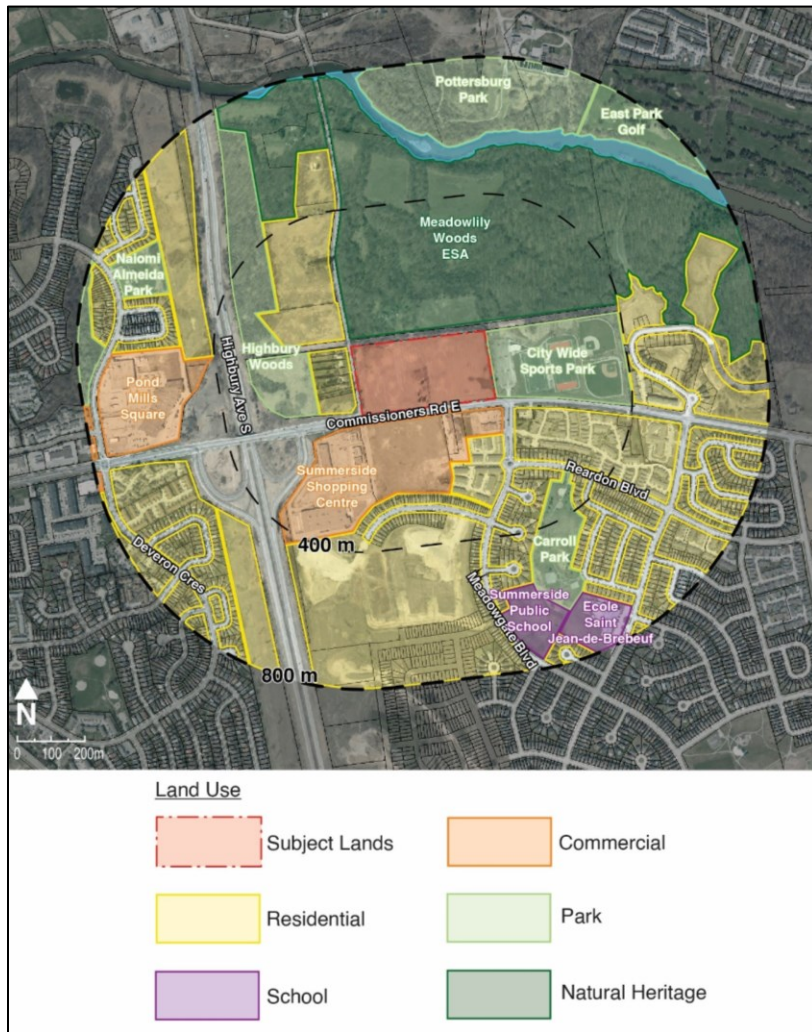 Pottersburg
Park
East Park
Golf
Meadowlily
Woods
ESA
Naiomi
Almeida
Park
Highbury Ave S
Highbury
Woods
City Wide
Sports Park
Pond
Mills
Square
Commissioners Rd E
Summerside
Shopping
Centre
Reardon Blvd
400 m
Carroll
Park
Deveron Cres
Meadowgate Blvd
Summerside
Public
School
Ecole
Saint
Jean-de-Brebeuf
800 m
N
0 100 200m
Land Use
Subject Lands
Commercial
Residential
Park
School
Natural Heritage